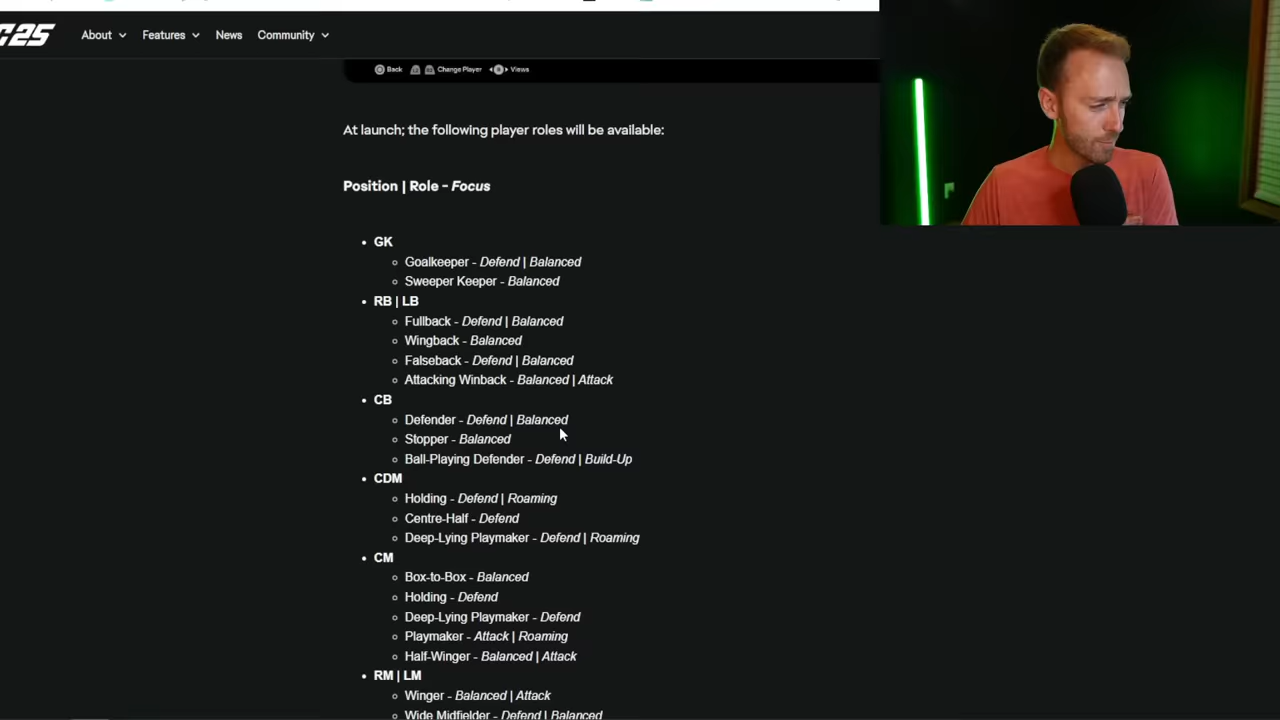 C25 About Features News Community
Back Change Player Views
At launch; the following player roles will be available:
Position | Role - Focus
GK
Goalkeeper - Defend | Balanced
Sweeper Keeper - Balanced
RB | LB
Fullback - Defend | Balanced
Wingback - Balanced
Falseback - Defend | Balanced
Attacking Winback - Balanced | Attack
CB
Defender - Defend | Balanced
Stopper - Balanced
Ball-Playing Defender - Defend | Build-Up
CDM
Holding - Defend | Roaming
Centre-Half - Defend
Deep-Lying Playmaker - Defend | Roaming
CM
Box-to-Box - Balanced
Holding - Defend
Deep-Lying Playmaker - Defend
Playmaker - Attack | Roaming
Half-Winger - Balanced | Attack
RM | LM
Winger - Balanced | Attack
Wide Midfielder - Defend | Balanced